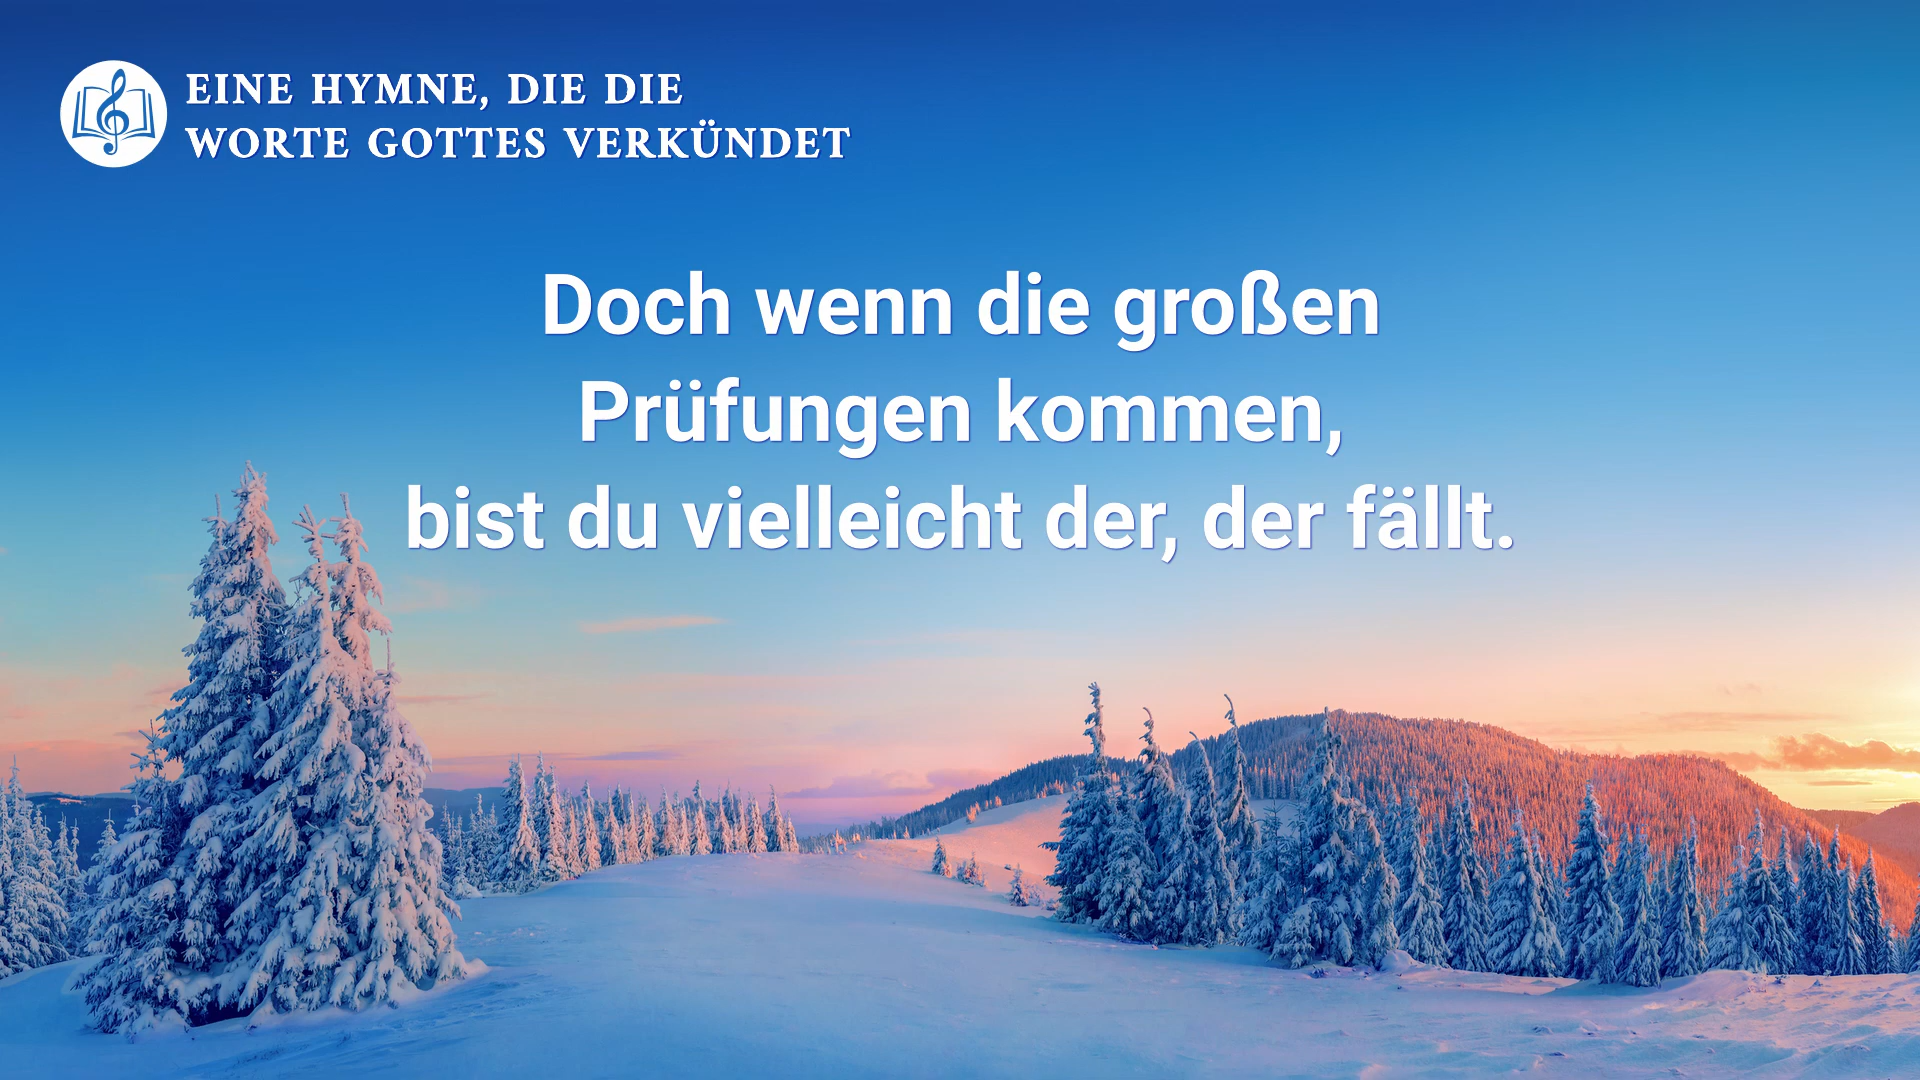 EINE HYMNE, DIE DIE
WORTE GOTTES VERKÜNDET
Doch wenn die großen
Prüfungen kommen,
bist du vielleicht der, der fällt.